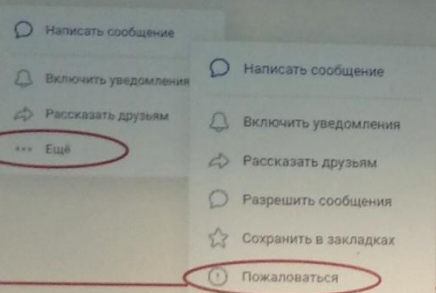 Написать сообщение
Включить уведомления
Рассказать друзьям
Ещё
Написать сообщение
Включить уведомления
Рассказать друзьям
Разрешить сообщения
Сохранить в закладках
Пожаловаться